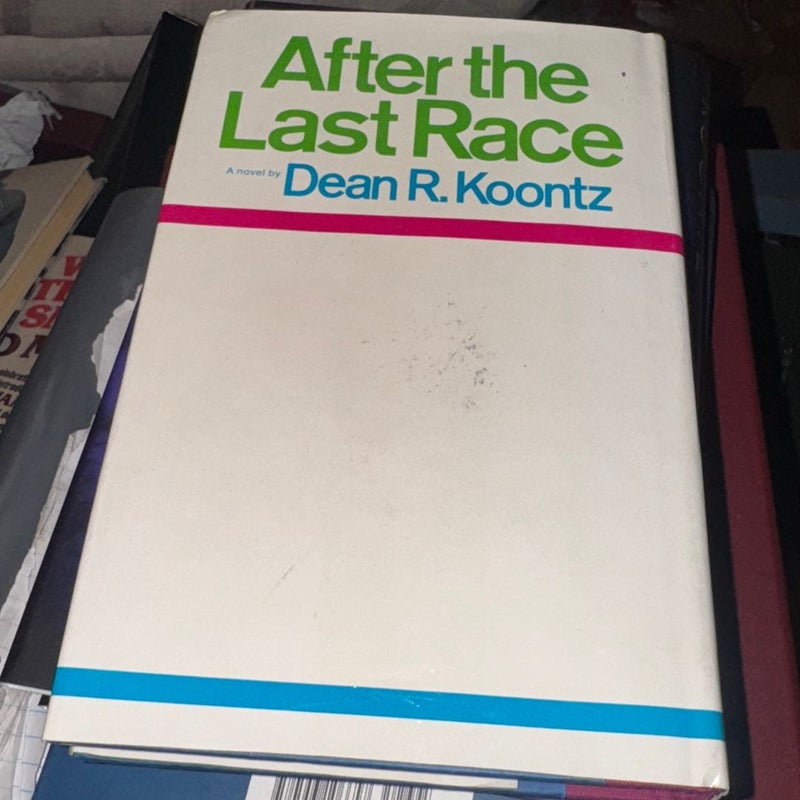 After the
Last Race
A novel by Dean R. Koontz